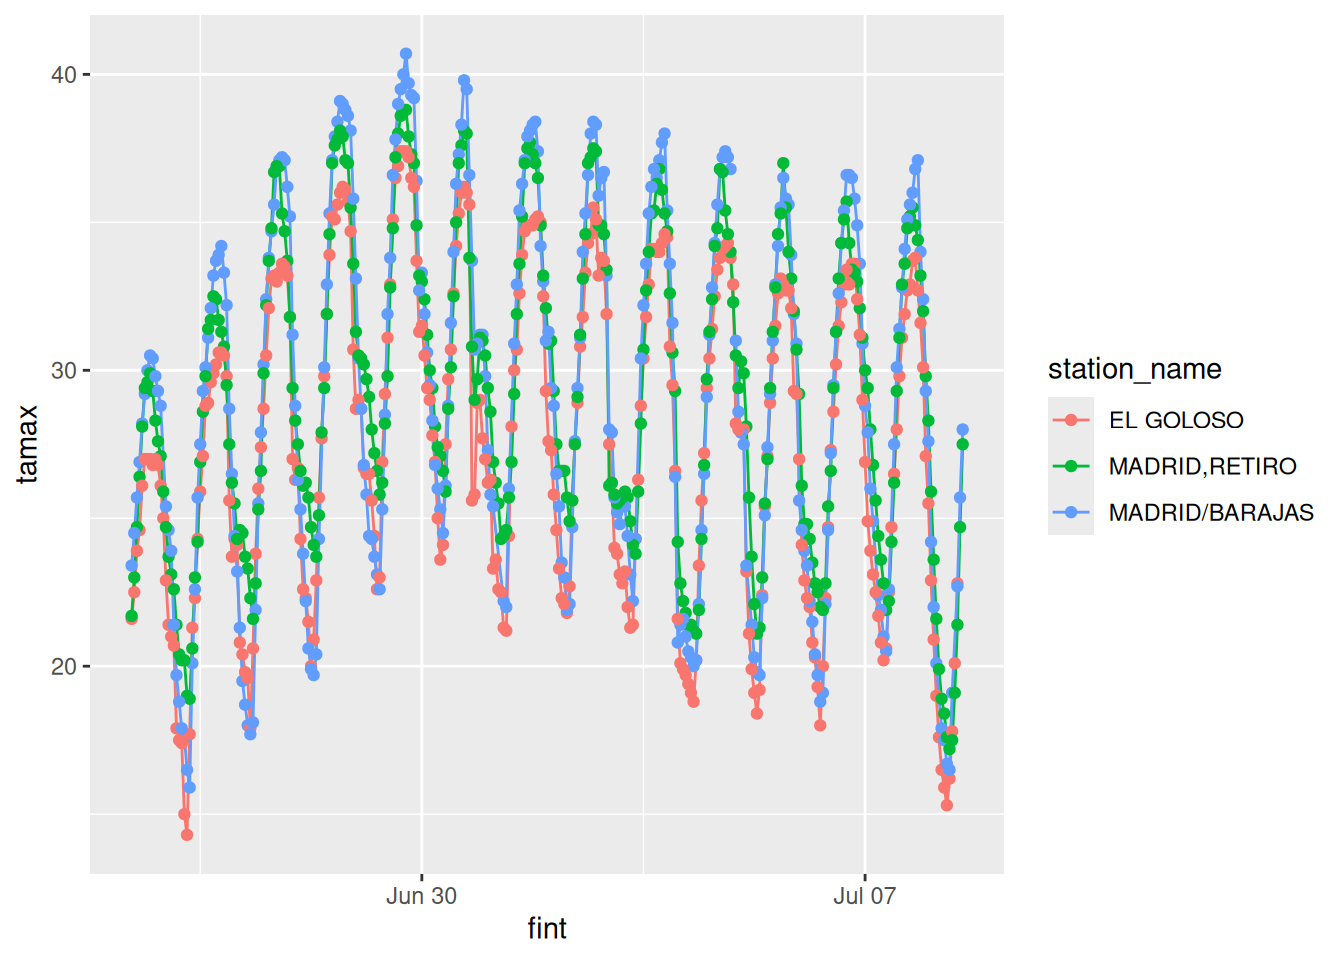 40
30
20
tamax
Jun 30
Jul 07
fint
station_name
EL GOLOSO
MADRID,RETIRO
MADRID/BARAJAS